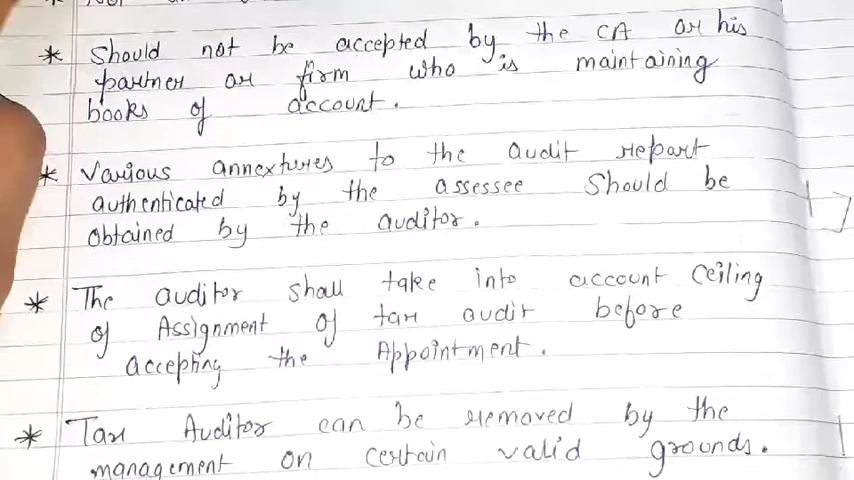 * Should not be accepted by the CA or his
partner or firm who is maintaining
books of account.
* Various annextures to the audit report
authenticated by the assessee Should be
obtained by the auditor.
* The auditor shall take into account Ceiling
of Assignment of tax audit before
accepting the Appointment.
* Tax Auditor can be removed by the
management on certain valid grounds.